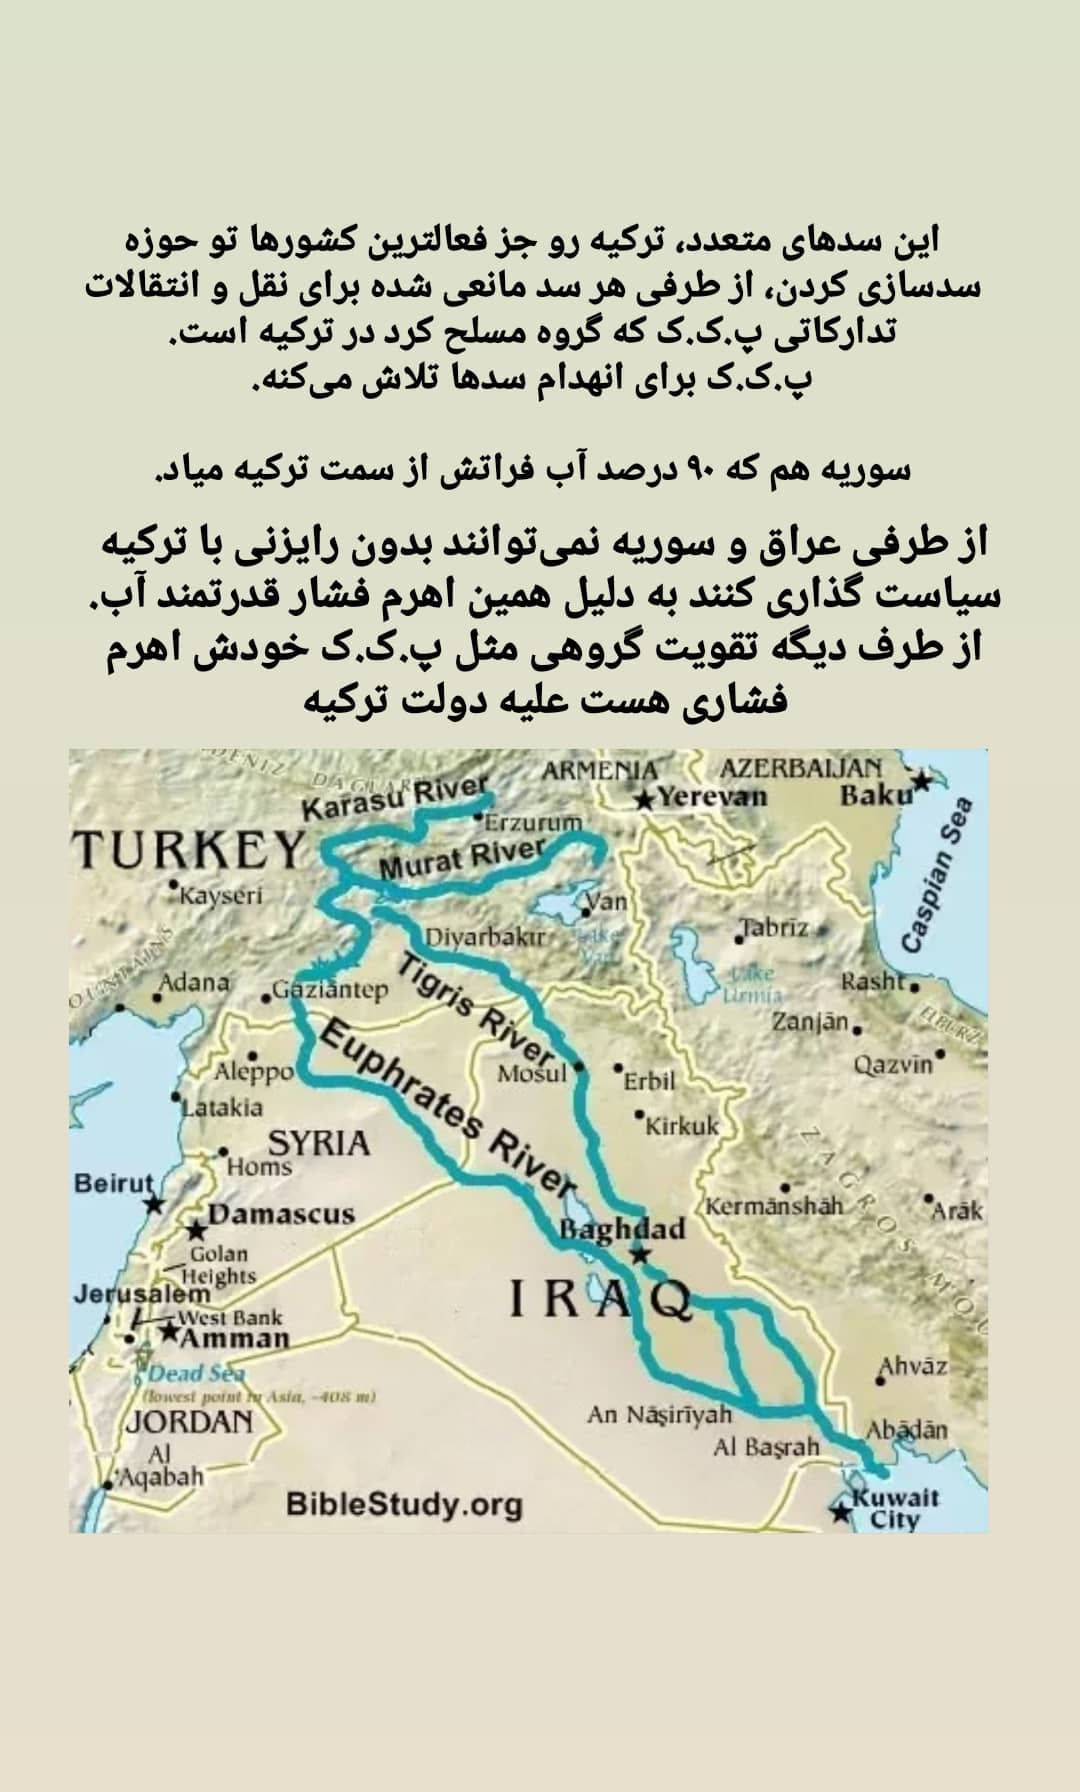 این سدهای متعدد، ترکیه رو جز فعالترین کشورها تو حوزه
سدسازی کردن، از طرفی هر سد مانعی شده برای نقل و انتقالات
تدارکاتی پ.ک.ک که گروه مسلح کرد در ترکیه است.
پ.ک.ک برای انهدام سدها تلاش می‌کنه.
سوریه هم که ۹۰ درصد آب فراتش از سمت ترکیه میاد.
از طرفی عراق و سوریه نمی‌توانند بدون رایزنی با ترکیه
سیاست گذاری کنند به دلیل همین اهرم فشار قدرتمند آب.
از طرف دیگه تقویت گروهی مثل پ.ک.ک خودش اهرم
فشاری هست علیه دولت ترکیه
DENIZ DAGLAR
ARMENIA
AZERBAIJAN
Karasu River
Yerevan
Baku
Erzurum
TURKEY
Murat River
Caspian Sea
Kayseri
Van
Lake
Van
Tabrīz
Diyarbakır
OUNTAINS
Adana
Gaziantep
Tigris River
Lake
Urmia
Rasht
Zanjān
ELBURZ
Euphrates River
Aleppo
Mosul
Erbil
Qazvīn
Latakia
Kirkuk
SYRIA
Homs
ZAGROS MOU
Beirut
Damascus
Baghdad
Kermānshāh
Arāk
Golan
Heights
Jerusalem
West Bank
IRAQ
Amman
Dead Sea
(lowest point in Asia, -408 m)
Ahvāz
JORDAN
An Nāşirīyah
Abādān
Al Başrah
Al
'Aqabah
BibleStudy.org
Kuwait
City